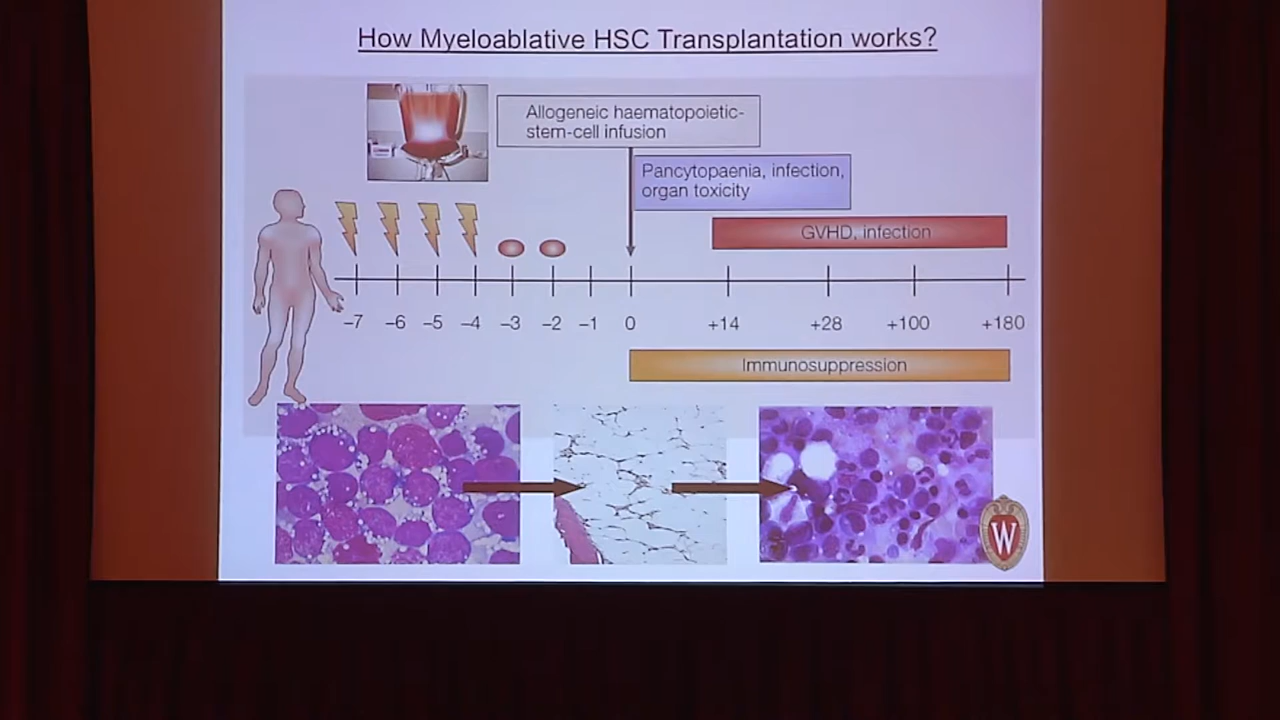 How Myeloablative HSC Transplantation works?
Allogeneic haematopoietic-
stem-cell infusion
Pancytopaenia, infection,
organ toxicity
GVHD, infection
–7 –6 –5 –4 –3 –2 –1 0 +14 +28 +100 +180
Immunosuppression
W